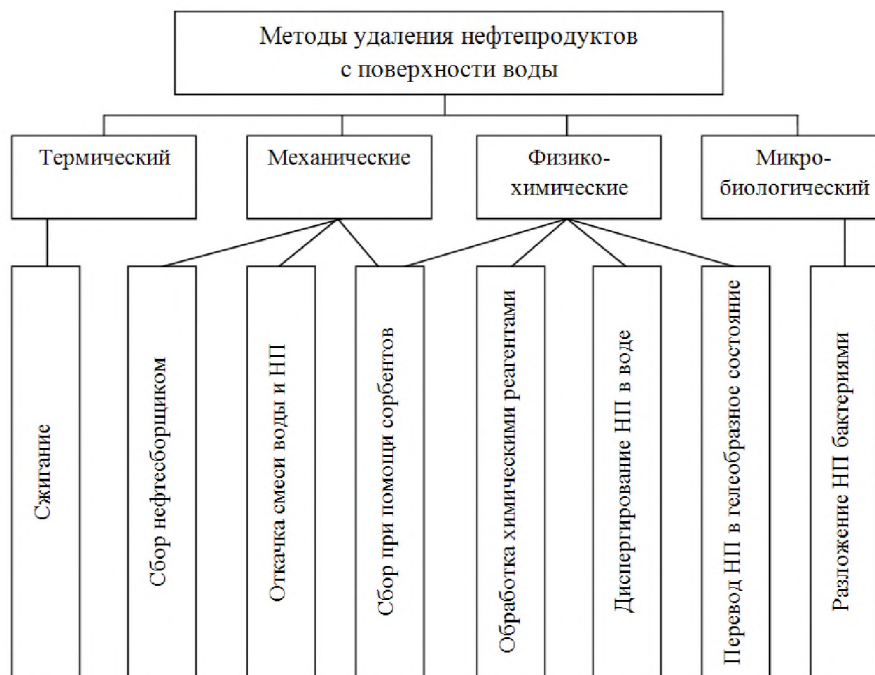 Методы удаления нефтепродуктов
с поверхности воды
Термический
Механические
Физико-
химические
Микро-
биологический
Сжигание
Сбор нефтесборщиком
Откачка смеси воды и НП
Сбор при помощи сорбентов
Обработка химическими реагентами
Диспергирование НП в воде
Перевод НП в гелеобразное состояние
Разложение НП бактериями